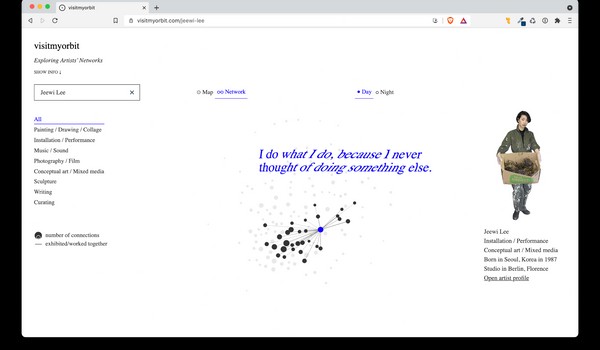 visitmyorbit
visitmyorbit.com/jeewi-lee
visitmyorbit
Exploring Artists' Networks
SHOW INFO ↓
Jeewi Lee
Map
Network
Day
Night
All
Painting / Drawing / Collage
Installation / Performance
Music / Sound
Photography / Film
Conceptual art / Mixed media
Sculpture
Writing
Curating
I do what I do, because I never
thought of doing something else.
number of connections
exhibited/worked together
Jeewi Lee
Installation / Performance
Conceptual art / Mixed media
Born in Seoul, Korea in 1987
Studio in Berlin, Florence
Open artist profile